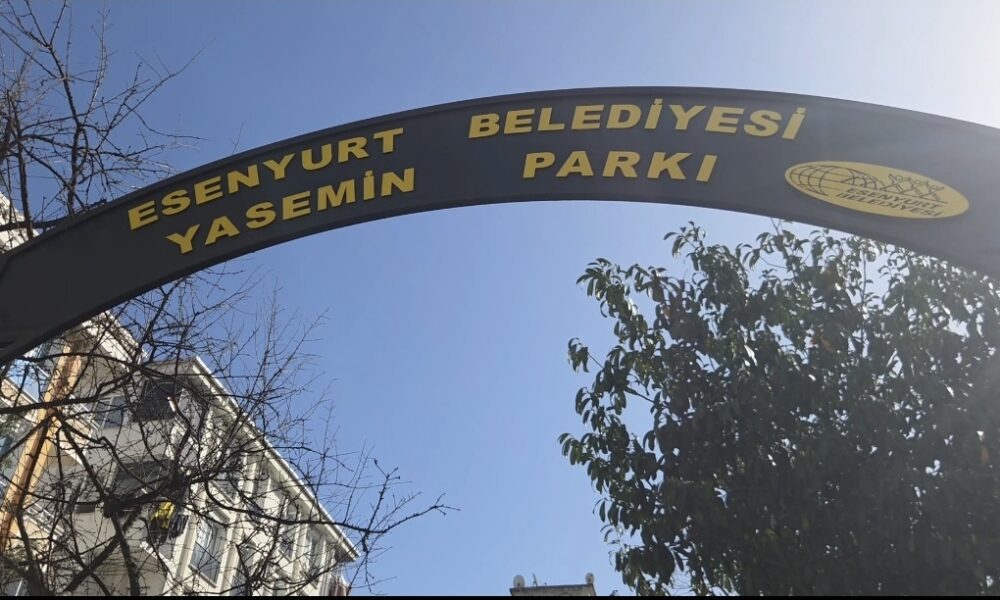 ESENYURT BELEDİYESİ
YASEMİN PARKI
ESENYURT
BELEDİYESİ